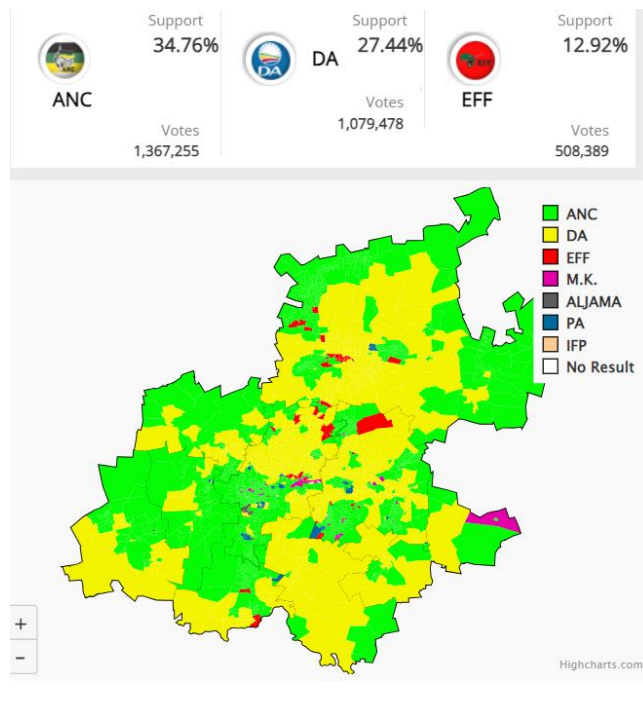 Support
34.76%
ANC
Votes
1,367,255
Support
27.44%
DA
DA
Votes
1,079,478
Support
12.92%
EFF
Votes
508,389
ANC
DA
EFF
M.K.
ALJAMA
PA
IFP
No Result
+
−
Highcharts.com